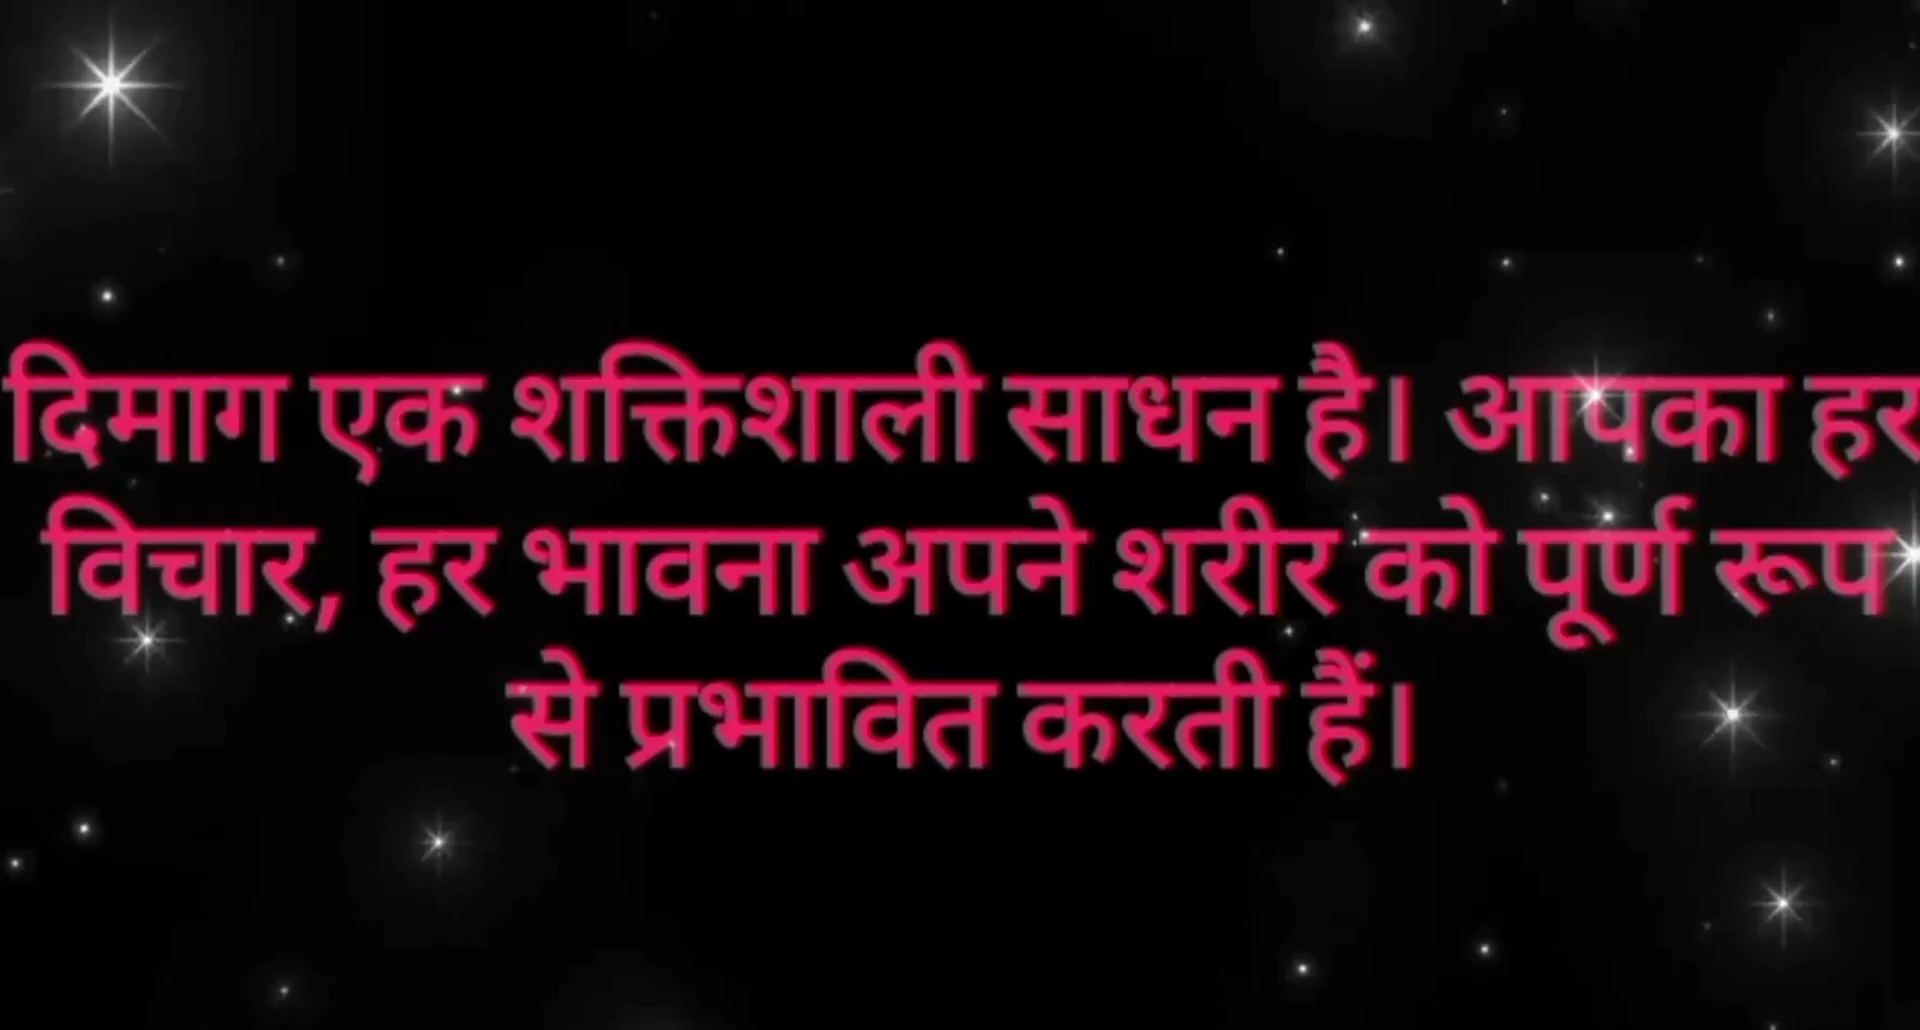 दिमाग एक शक्तिशाली साधन है। आपका हर
विचार, हर भावना अपने शरीर को पूर्ण रूप
से प्रभावित करती हैं।